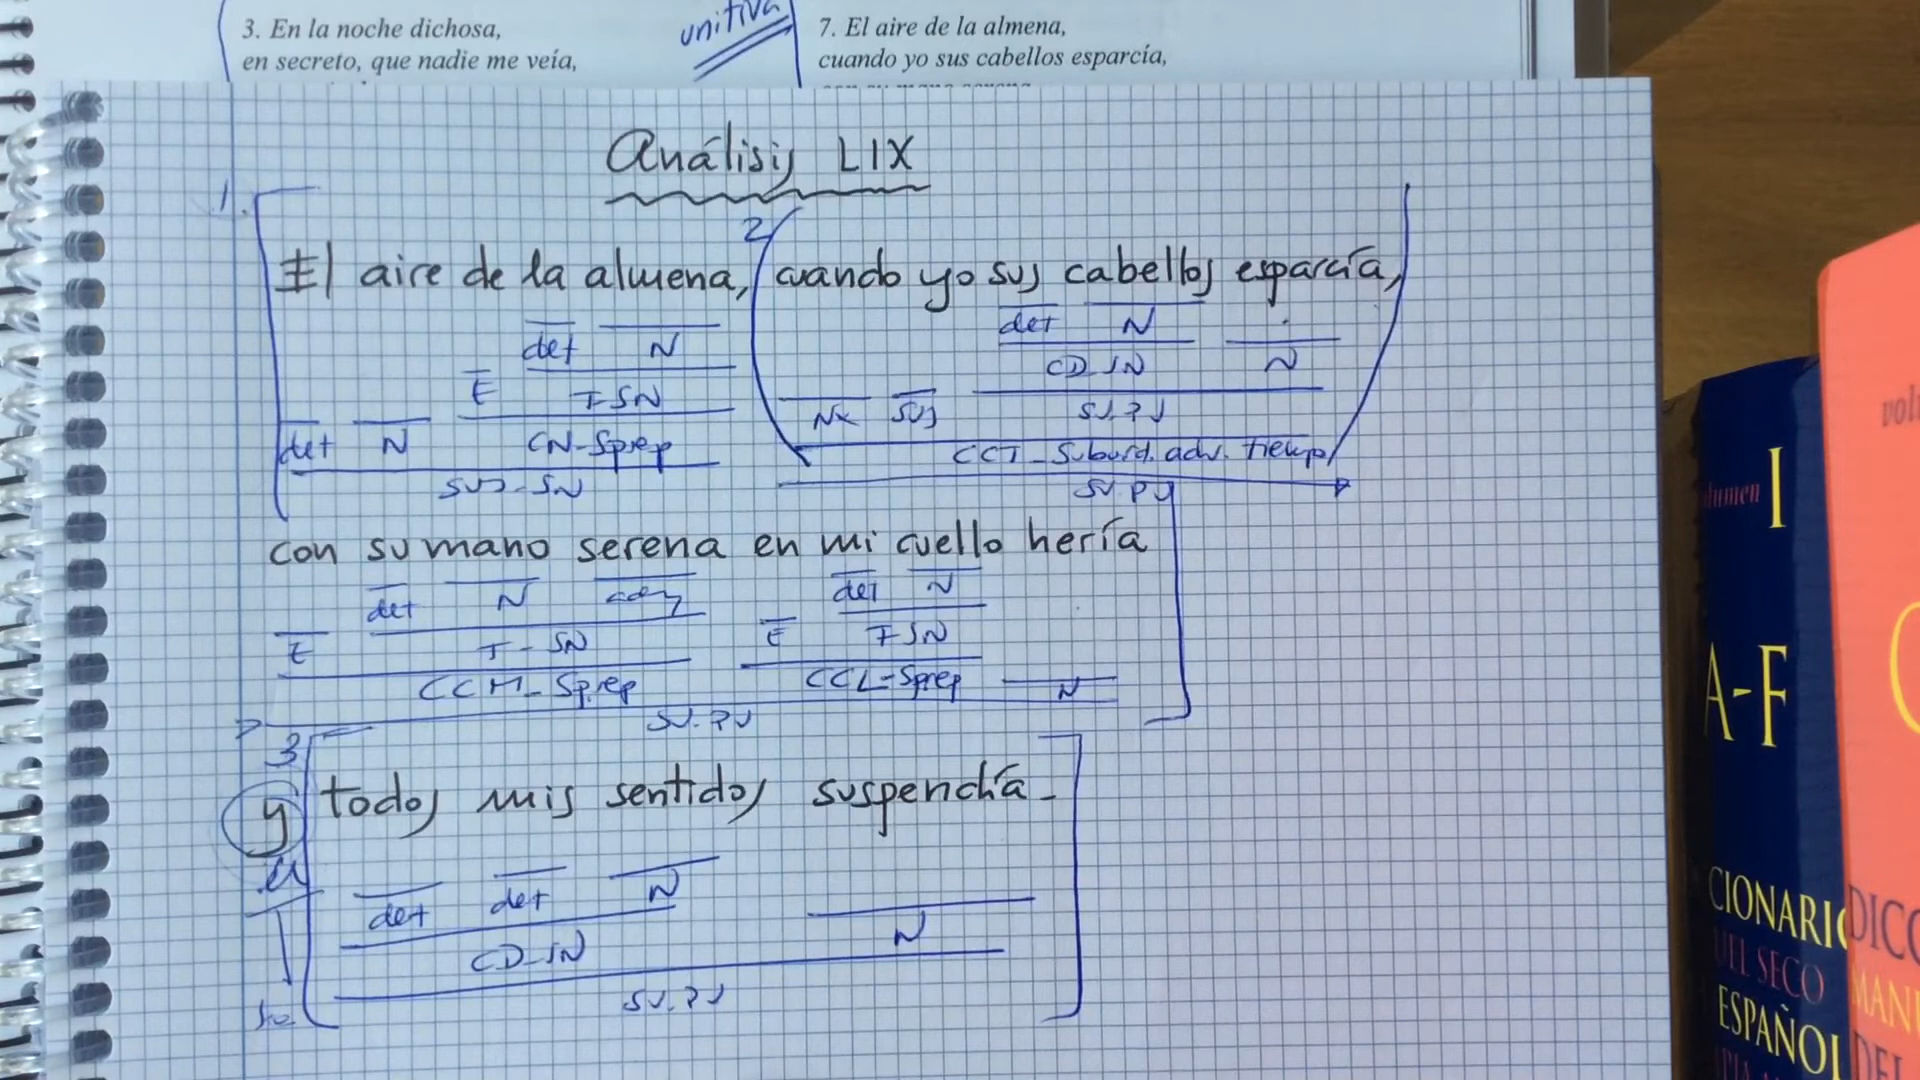 3. En la noche dichosa,
en secreto, que nadie me veía,
unitiva
7. El aire de la almena,
cuando yo sus cabellos esparcía,
Análisis LIX
1.
2
El aire de la almena, cuando yo sus cabellos esparcía,
det N
det N
CD-SN N
E T-SN
Nx suj SV.PV
det N CN-Sprep
CCT-Subord. adv. tiempo
SUJ-SN
SV.PV
con su mano serena en mi cuello hería
det N adj
det N
E T-SN
E T-SN
CCM-Sprep
CCL-Sprep
N
SV.PV
3
y todos mis sentidos suspendía-
det det N
N
CD-SN
SV.PV
volumen I
A-F
DEL SECO
ESPAÑOL